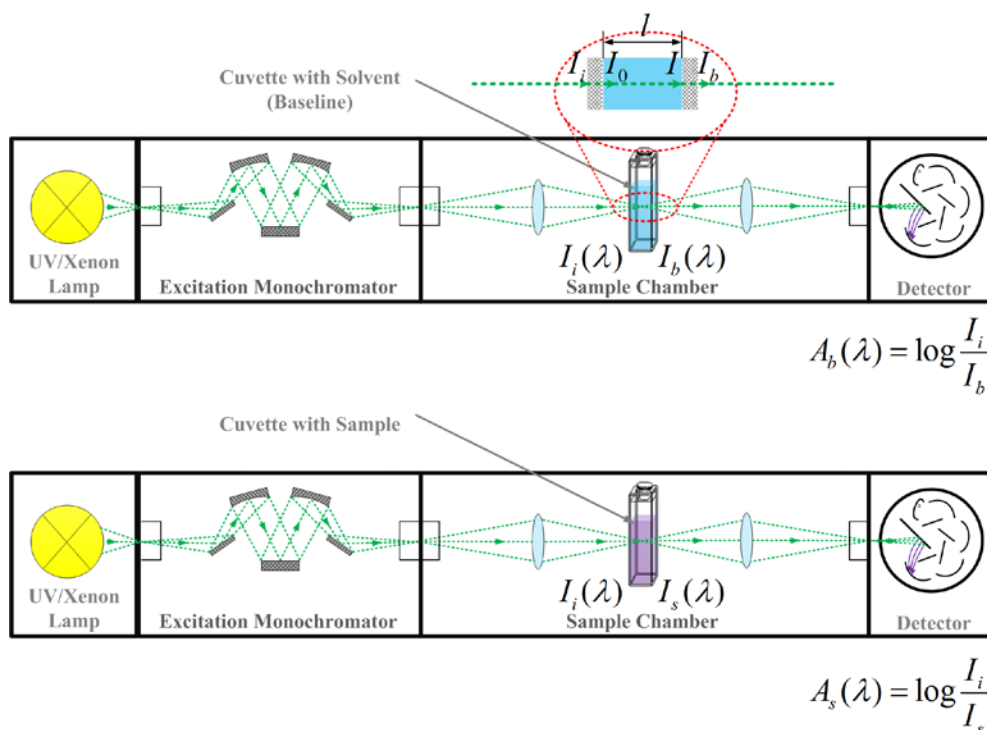 l
I_i I_0 I I_b
Cuvette with Solvent
(Baseline)
I_i(λ) I_b(λ)
UV/Xenon
Lamp
Excitation Monochromator
Sample Chamber
Detector
A_b(λ) = log I_i/I_b
Cuvette with Sample
I_i(λ) I_s(λ)
UV/Xenon
Lamp
Excitation Monochromator
Sample Chamber
Detector
A_s(λ) = log I_i/I_s